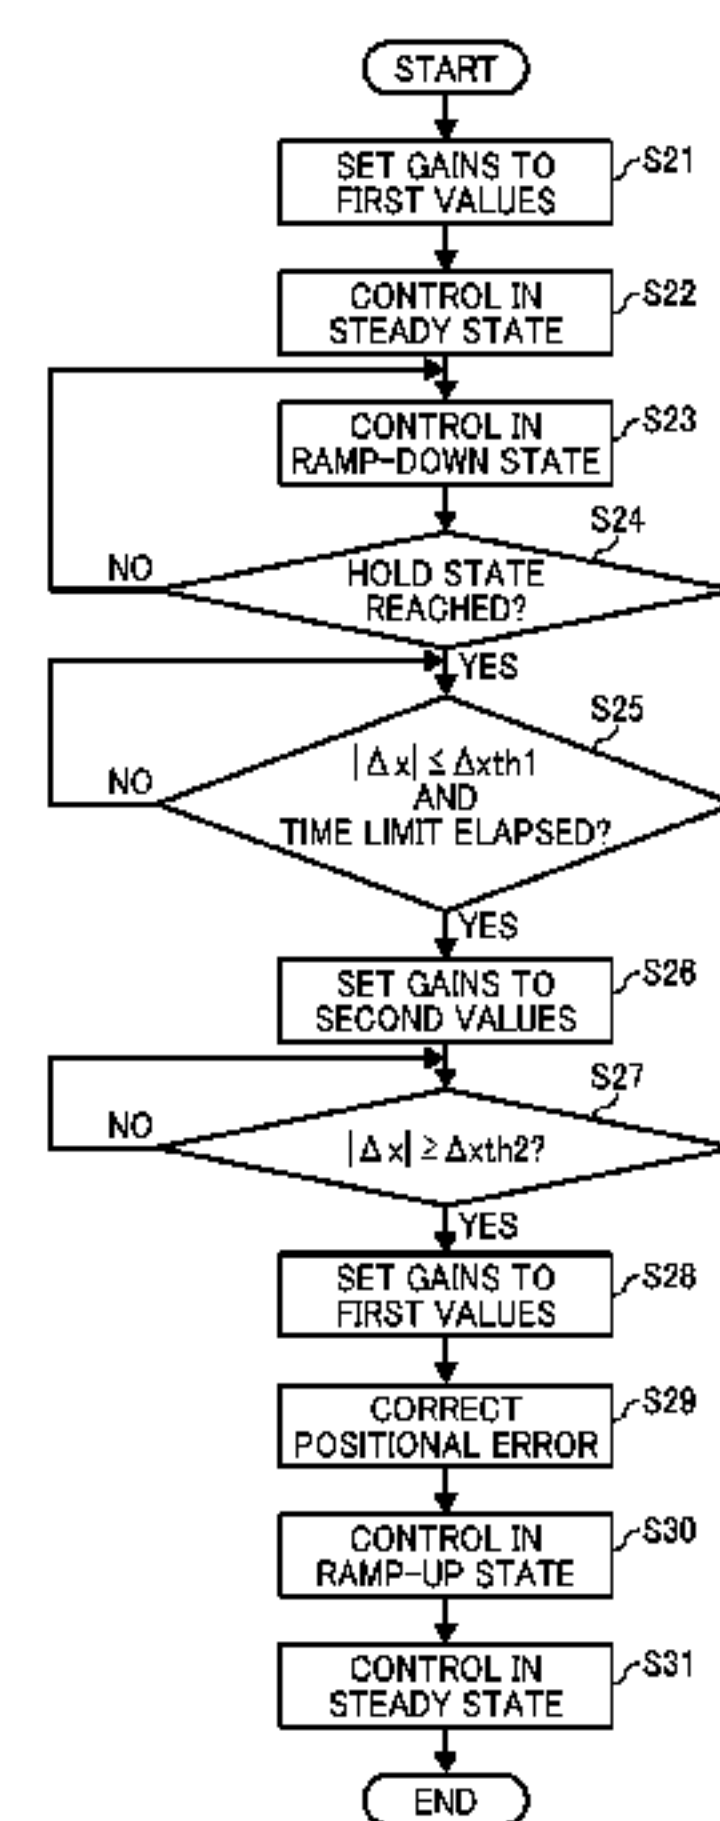 START
SET GAINS TO
FIRST VALUES
S21
CONTROL IN
STEADY STATE
S22
CONTROL IN
RAMP-DOWN STATE
S23
S24
HOLD STATE
REACHED?
NO
YES
S25
|Δx| ≤ Δxth1
AND
TIME LIMIT ELAPSED?
NO
YES
SET GAINS TO
SECOND VALUES
S26
S27
|Δx| ≥ Δxth2?
NO
YES
SET GAINS TO
FIRST VALUES
S28
CORRECT
POSITIONAL ERROR
S29
CONTROL IN
RAMP-UP STATE
S30
CONTROL IN
STEADY STATE
S31
END